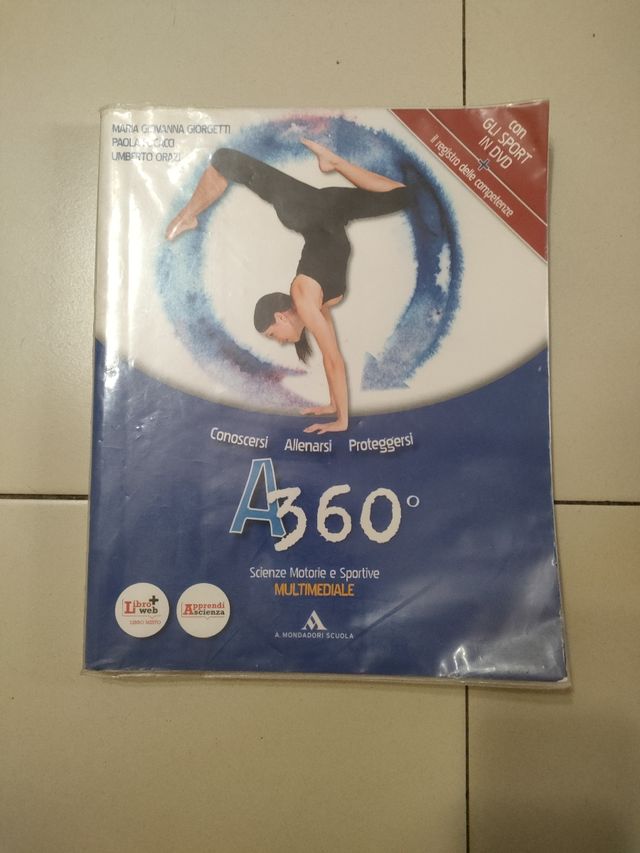 MARIA GIOVANNA GIORGETTI
PAOLA
UMBERTO ORAZI
con
GLI SPORT
IN DVD
+
il registro delle competenze
Conoscersi Allenarsi Proteggersi
A360°
Scienze Motorie e Sportive
MULTIMEDIALE
Libro+
web
LIBRO MISTO
Apprendi
Ascienza
A. MONDADORI SCUOLA